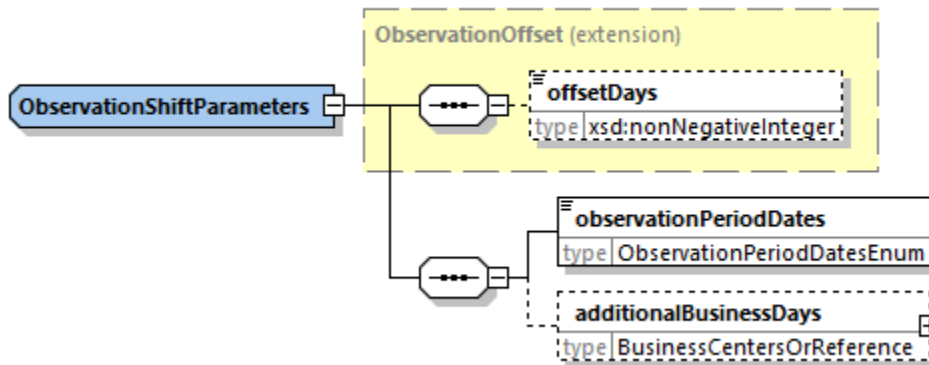 ObservationOffset (extension)
ObservationShiftParameters
offsetDays
type xsd:nonNegativeInteger
observationPeriodDates
type ObservationPeriodDatesEnum
additionalBusinessDays
type BusinessCentersOrReference